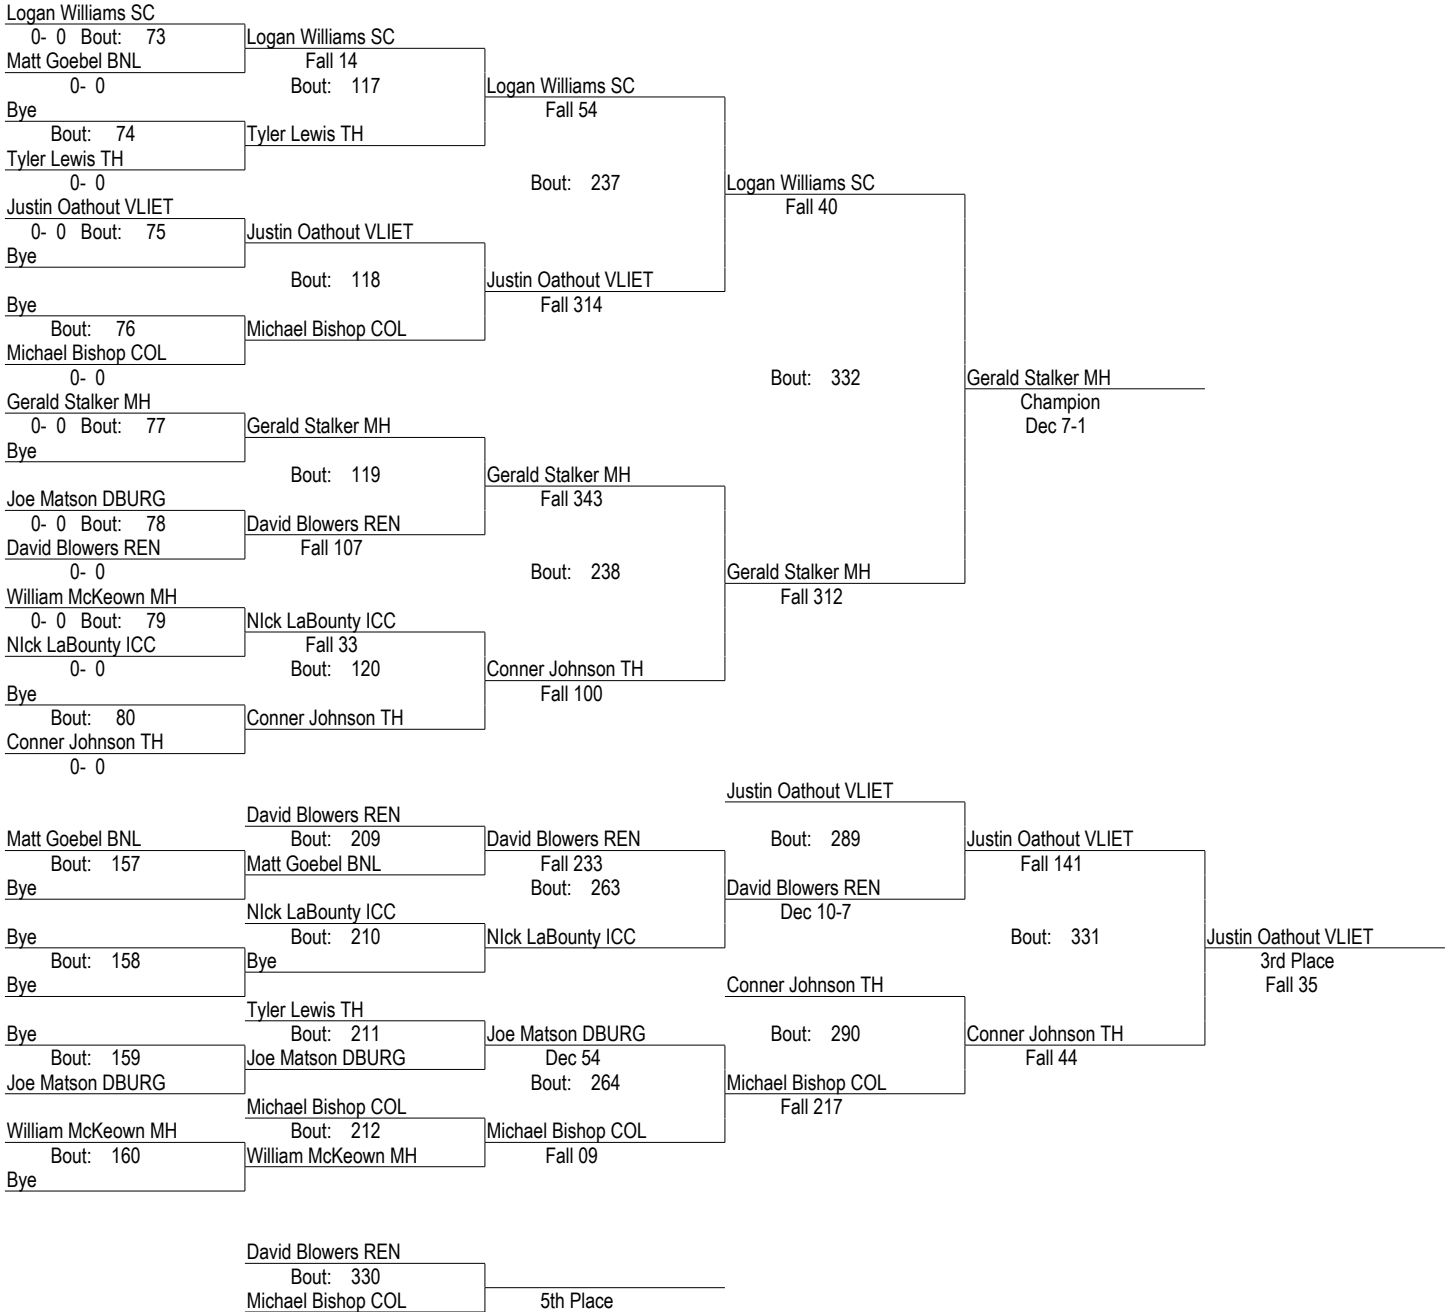 Logan Williams SC
0- 0 Bout: 73
Matt Goebel BNL
0- 0
Bye
Bout: 74
Tyler Lewis TH
0- 0
Justin Oathout VLIET
0- 0 Bout: 75
Bye
Bye
Bout: 76
Michael Bishop COL
0- 0
Gerald Stalker MH
0- 0 Bout: 77
Bye
Joe Matson DBURG
0- 0 Bout: 78
David Blowers REN
0- 0
William McKeown MH
0- 0 Bout: 79
NIck LaBounty ICC
0- 0
Bye
Bout: 80
Conner Johnson TH
0- 0
Logan Williams SC
Fall 14
Bout: 117
Tyler Lewis TH
Justin Oathout VLIET
Bout: 118
Michael Bishop COL
Gerald Stalker MH
Bout: 119
David Blowers REN
Fall 107
NIck LaBounty ICC
Fall 33
Bout: 120
Conner Johnson TH
Logan Williams SC
Fall 54
Bout: 237
Justin Oathout VLIET
Fall 314
Gerald Stalker MH
Fall 343
Bout: 238
Conner Johnson TH
Fall 100
Logan Williams SC
Fall 40
Bout: 332
Gerald Stalker MH
Fall 312
Gerald Stalker MH
Champion
Dec 7-1
Matt Goebel BNL
Bout: 157
Bye
Bye
Bout: 158
Bye
Bye
Bout: 159
Joe Matson DBURG
William McKeown MH
Bout: 160
Bye
David Blowers REN
Bout: 209
Matt Goebel BNL
NIck LaBounty ICC
Bout: 210
Bye
Tyler Lewis TH
Bout: 211
Joe Matson DBURG
Michael Bishop COL
Bout: 212
William McKeown MH
David Blowers REN
Fall 233
Bout: 263
NIck LaBounty ICC
Joe Matson DBURG
Dec 54
Bout: 264
Michael Bishop COL
Fall 09
Justin Oathout VLIET
Bout: 289
David Blowers REN
Dec 10-7
Conner Johnson TH
Bout: 290
Michael Bishop COL
Fall 217
Justin Oathout VLIET
Fall 141
Bout: 331
Conner Johnson TH
Fall 44
Justin Oathout VLIET
3rd Place
Fall 35
David Blowers REN
Bout: 330
Michael Bishop COL
5th Place